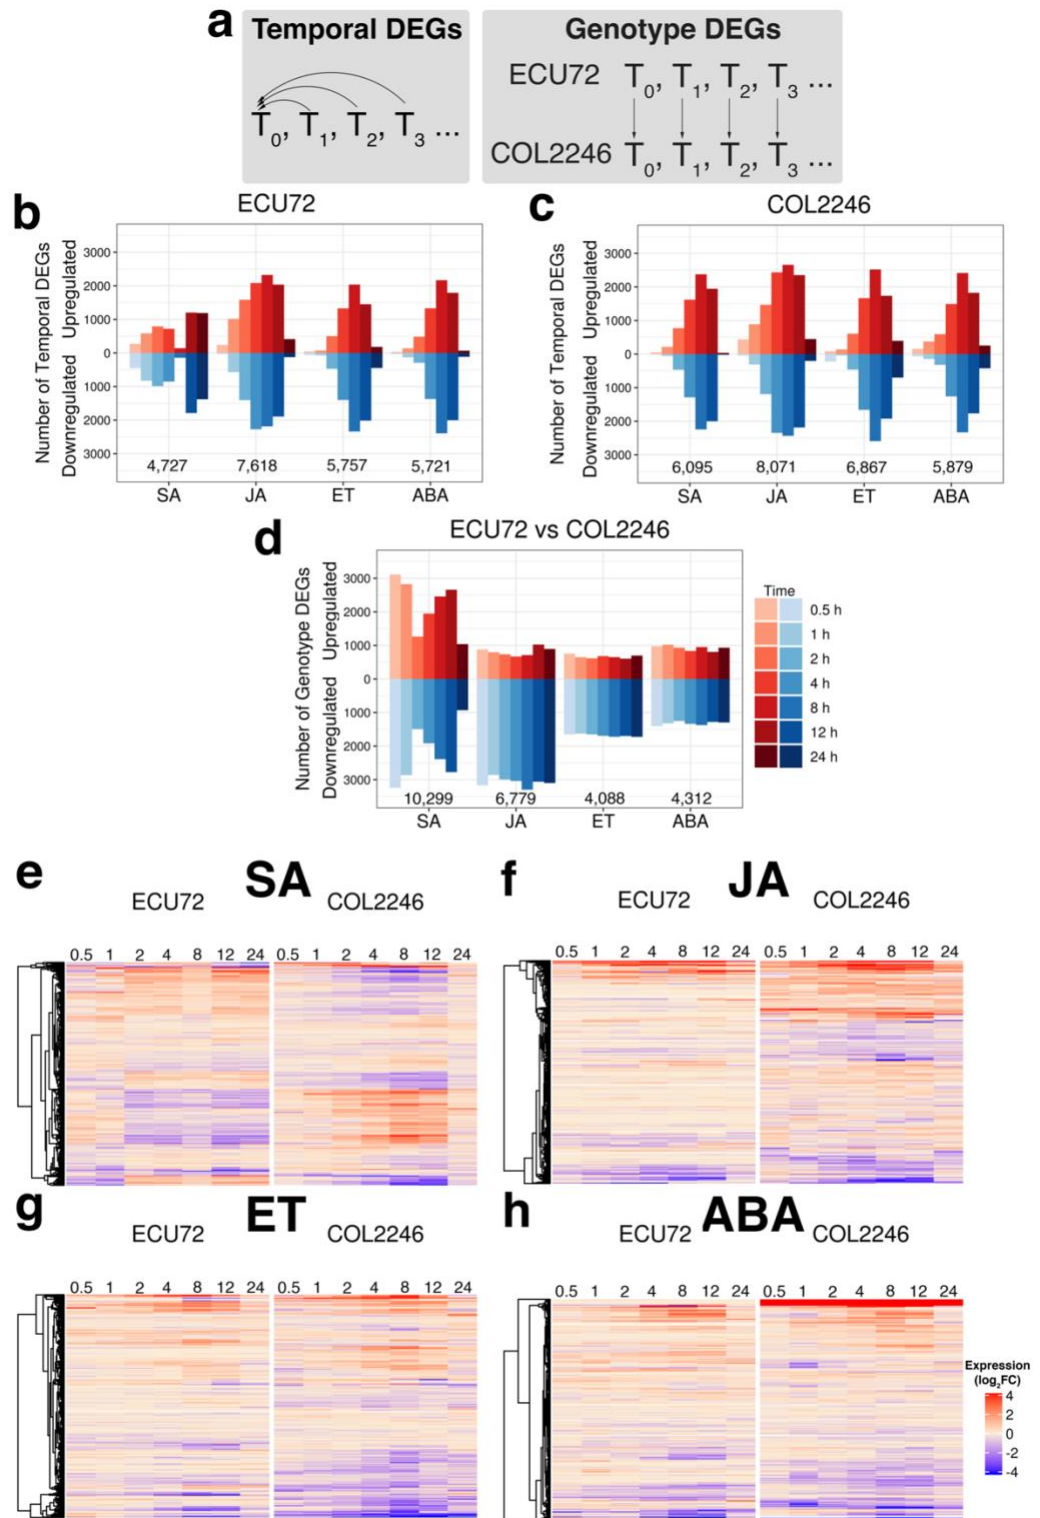 a
Temporal DEGs
T0, T1, T2, T3 ...
Genotype DEGs
ECU72 T0, T1, T2, T3 ...
COL2246 T0, T1, T2, T3 ...
b
ECU72
Number of Temporal DEGs
Downregulated Upregulated
3000
2000
1000
0
1000
2000
3000
4,727 7,618 5,757 5,721
SA JA ET ABA
c
COL2246
Number of Temporal DEGs
Downregulated Upregulated
3000
2000
1000
0
1000
2000
3000
6,095 8,071 6,867 5,879
SA JA ET ABA
d
ECU72 vs COL2246
Number of Genotype DEGs
Downregulated Upregulated
3000
2000
1000
0
1000
2000
3000
10,299 6,779 4,088 4,312
SA JA ET ABA
Time
0.5 h
1 h
2 h
4 h
8 h
12 h
24 h
e
SA
ECU72 COL2246
0.5 1 2 4 8 12 24 0.5 1 2 4 8 12 24
f
JA
ECU72 COL2246
0.5 1 2 4 8 12 24 0.5 1 2 4 8 12 24
g
ET
ECU72 COL2246
0.5 1 2 4 8 12 24 0.5 1 2 4 8 12 24
h
ABA
ECU72 COL2246
0.5 1 2 4 8 12 24 0.5 1 2 4 8 12 24
Expression
(log2FC)
4
2
0
-2
-4